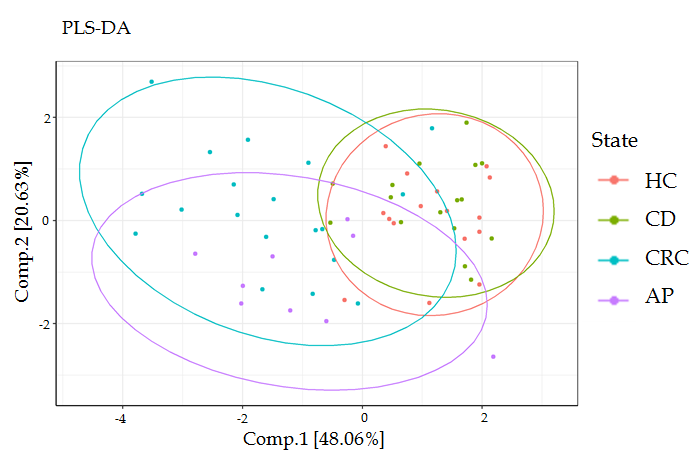 PLS-DA
Comp.2 [20.63%]
2
0
-2
-4
-2
0
2
Comp.1 [48.06%]
State
HC
CD
CRC
AP